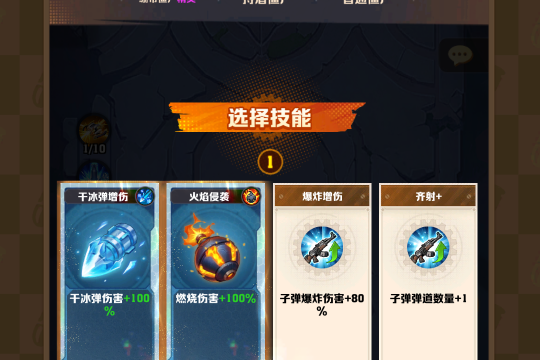 选择技能
1
1/10
干冰弹增伤
火焰侵袭
爆炸增伤
齐射+
干冰弹伤害+100
%
燃烧伤害+100%
子弹爆炸伤害+80
%
子弹弹道数量+1